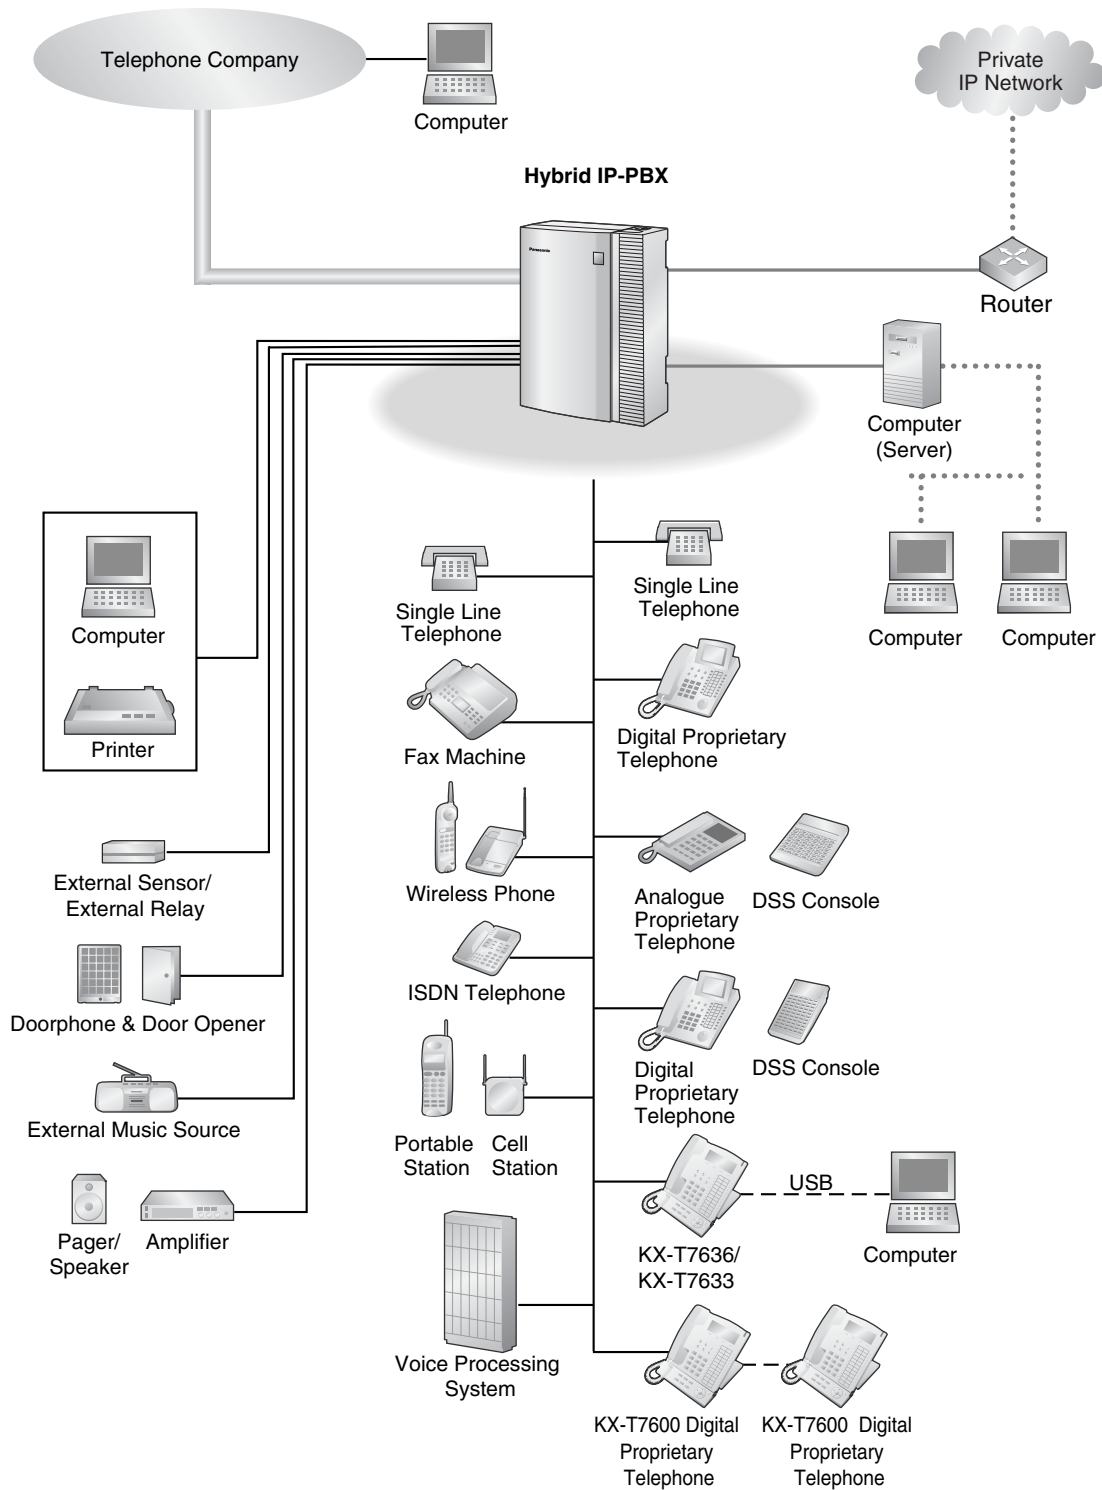 Telephone Company
Computer
Private
IP Network
Hybrid IP-PBX
Panasonic
Router
Computer
(Server)
Computer
Computer
Computer
Printer
External Sensor/
External Relay
Doorphone & Door Opener
External Music Source
Pager/
Speaker
Amplifier
Single Line
Telephone
Single Line
Telephone
Fax Machine
Digital Proprietary
Telephone
Wireless Phone
Analogue
Proprietary
Telephone
DSS Console
ISDN Telephone
Digital
Proprietary
Telephone
DSS Console
Portable
Station
Cell
Station
KX-T7636/
KX-T7633
USB
Computer
Voice Processing
System
KX-T7600 Digital
Proprietary
Telephone
KX-T7600 Digital
Proprietary
Telephone